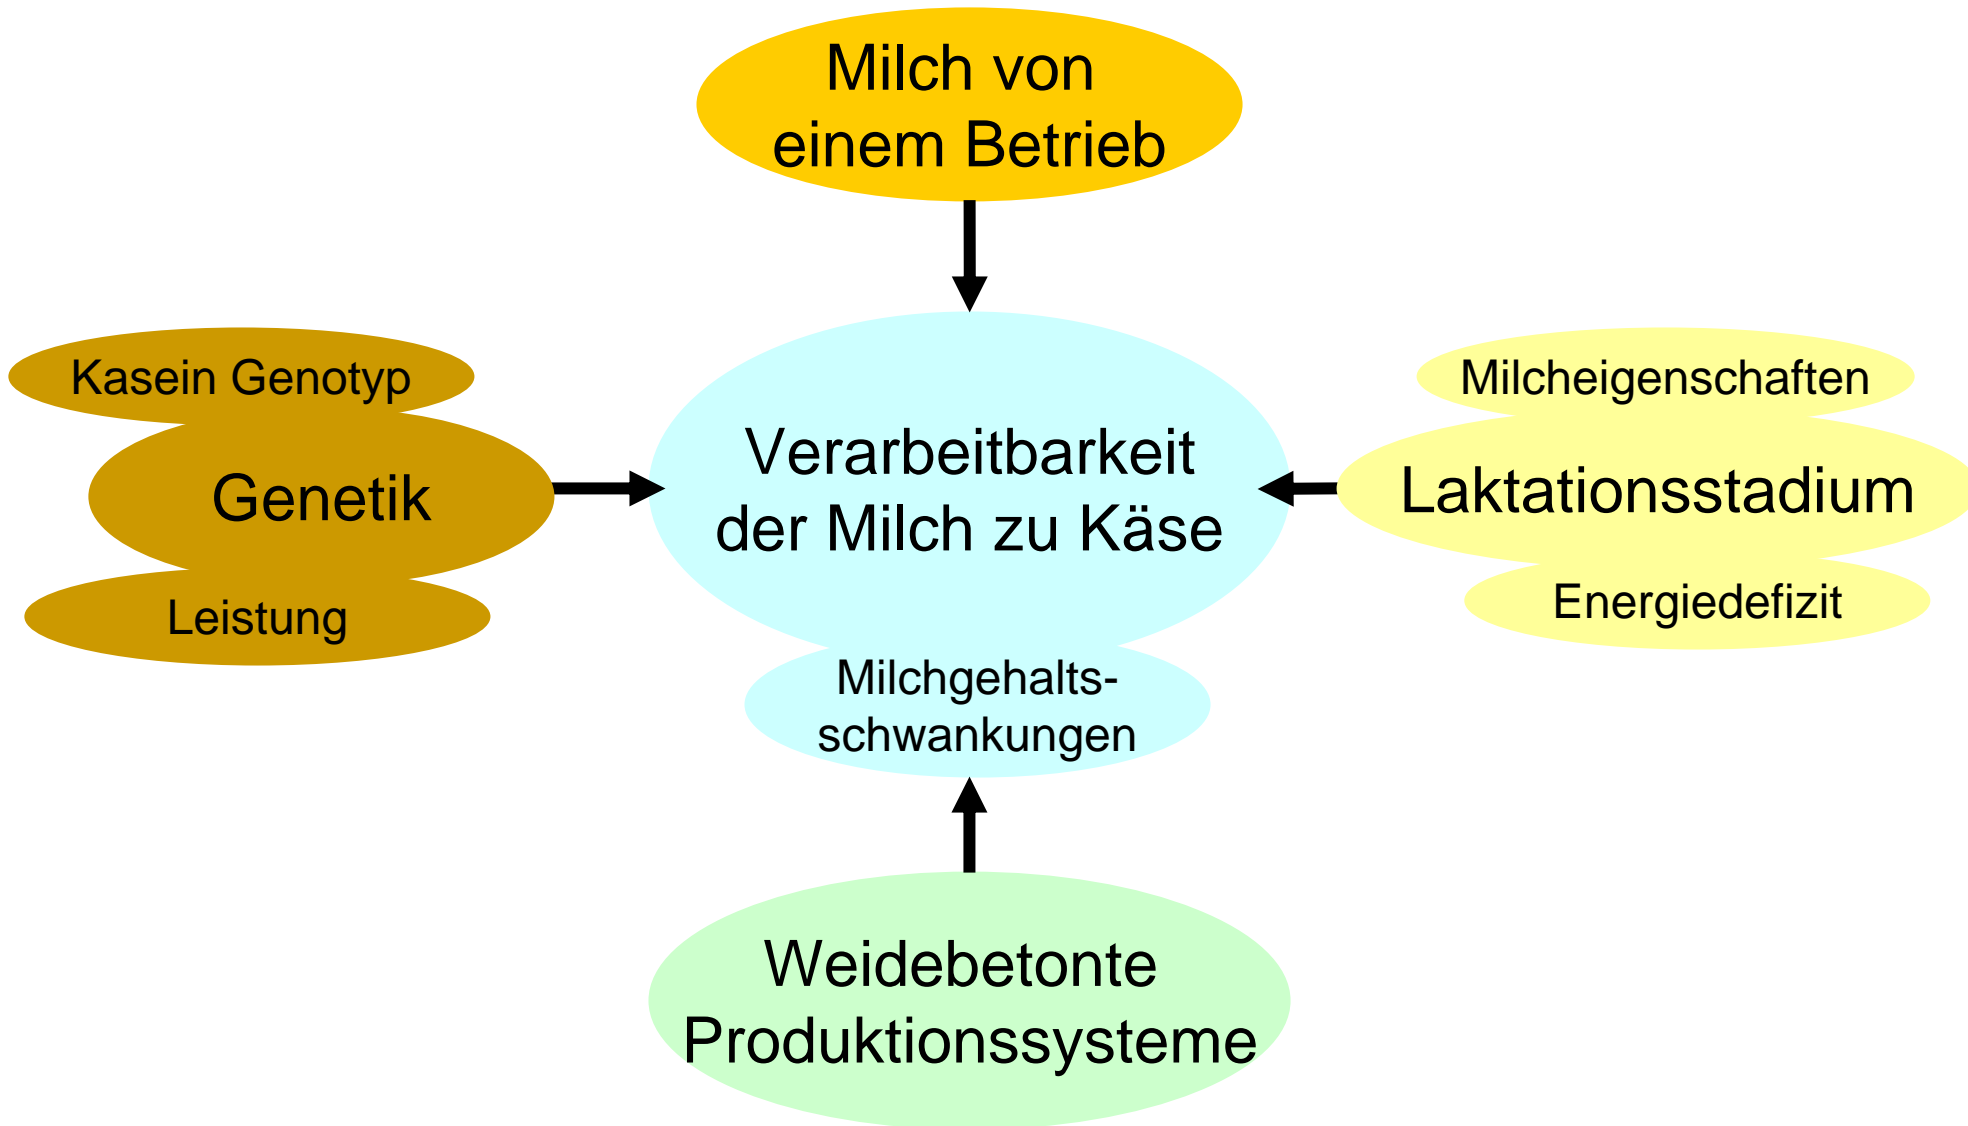 Milch von
einem Betrieb
Kasein Genotyp
Genetik
Leistung
Verarbeitbarkeit
der Milch zu Käse
Milchgehalts-
schwankungen
Milcheigenschaften
Laktationsstadium
Energiedefizit
Weidebetonte
Produktionssysteme